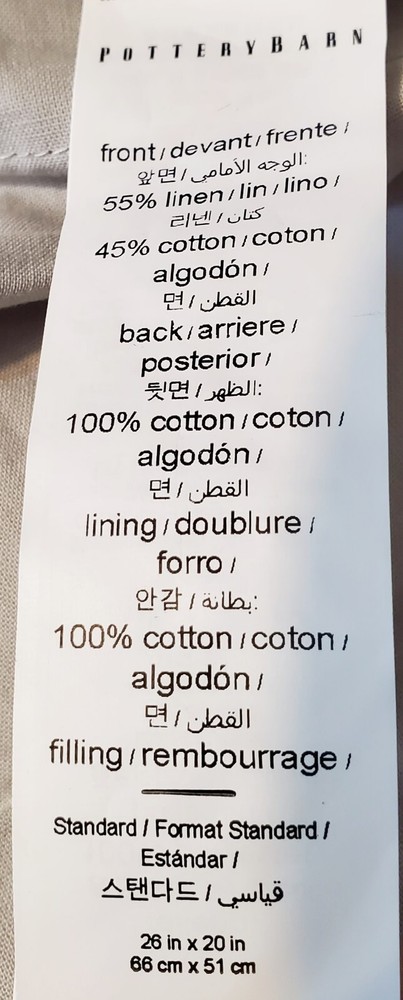 POTTERYBARN
front / devant / frente /
앞면 / الوجه الأمامي:
55% linen / lin / lino /
리넨 / كتان
45% cotton / coton /
algodón /
면 / القطن
back / arriere /
posterior /
뒷면 / الظهر:
100% cotton / coton /
algodón /
면 / القطن
lining / doublure /
forro /
안감 / بطانة:
100% cotton / coton /
algodón /
면 / القطن
filling / rembourrage /
Standard / Format Standard /
Estándar /
스탠다드 / قياسي
26 in x 20 in
66 cm x 51 cm